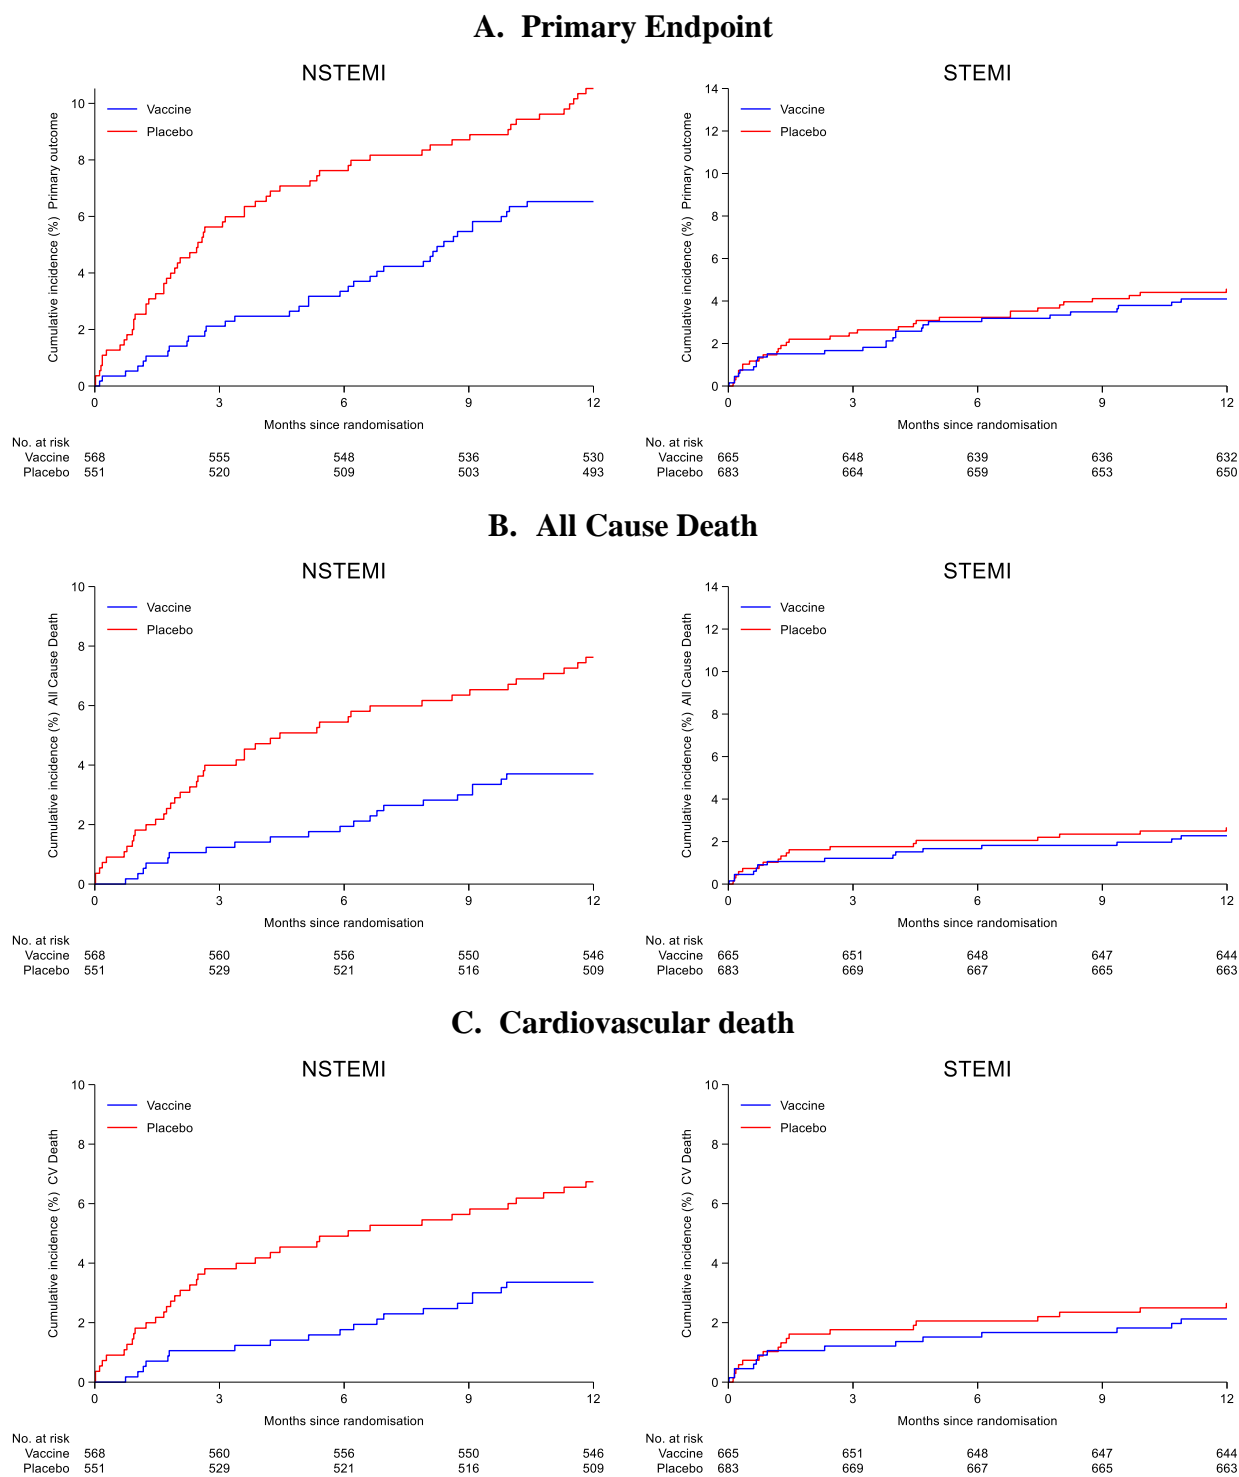 A. Primary Endpoint
NSTEMI
Vaccine
Placebo
Cumulative incidence (%) Primary outcome
10
8
6
4
2
0
0 3 6 9 12
Months since randomisation
No. at risk
Vaccine 568 555 548 536 530
Placebo 551 520 509 503 493
STEMI
Vaccine
Placebo
Cumulative incidence (%) Primary outcome
14
12
10
8
6
4
2
0
0 3 6 9 12
Months since randomisation
No. at risk
Vaccine 665 648 639 636 632
Placebo 683 664 659 653 650
B. All Cause Death
NSTEMI
Vaccine
Placebo
Cumulative incidence (%) All Cause Death
10
8
6
4
2
0
0 3 6 9 12
Months since randomisation
No. at risk
Vaccine 568 560 556 550 546
Placebo 551 529 521 516 509
STEMI
Vaccine
Placebo
Cumulative incidence (%) All Cause Death
14
12
10
8
6
4
2
0
0 3 6 9 12
Months since randomisation
No. at risk
Vaccine 665 651 648 647 644
Placebo 683 669 667 665 663
C. Cardiovascular death
NSTEMI
Vaccine
Placebo
Cumulative incidence (%) CV Death
10
8
6
4
2
0
0 3 6 9 12
Months since randomisation
No. at risk
Vaccine 568 560 556 550 546
Placebo 551 529 521 516 509
STEMI
Vaccine
Placebo
Cumulative incidence (%) CV Death
10
8
6
4
2
0
0 3 6 9 12
Months since randomisation
No. at risk
Vaccine 665 651 648 647 644
Placebo 683 669 667 665 663